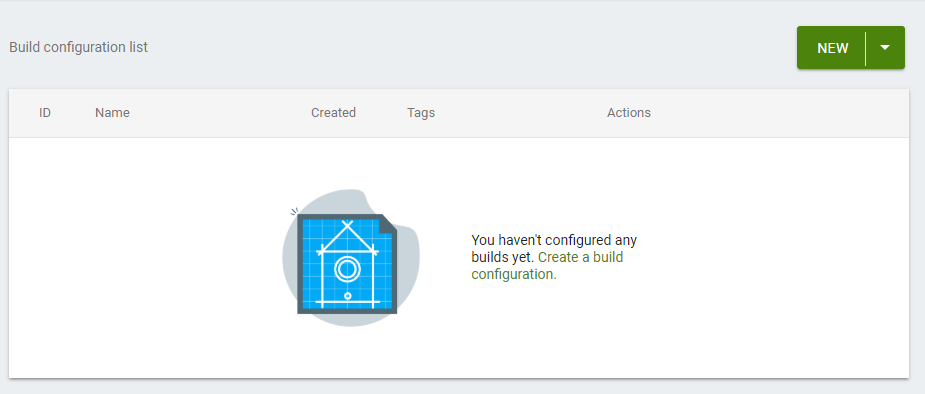 Build configuration list
NEW
ID Name Created Tags Actions
You haven't configured any
builds yet. Create a build
configuration.